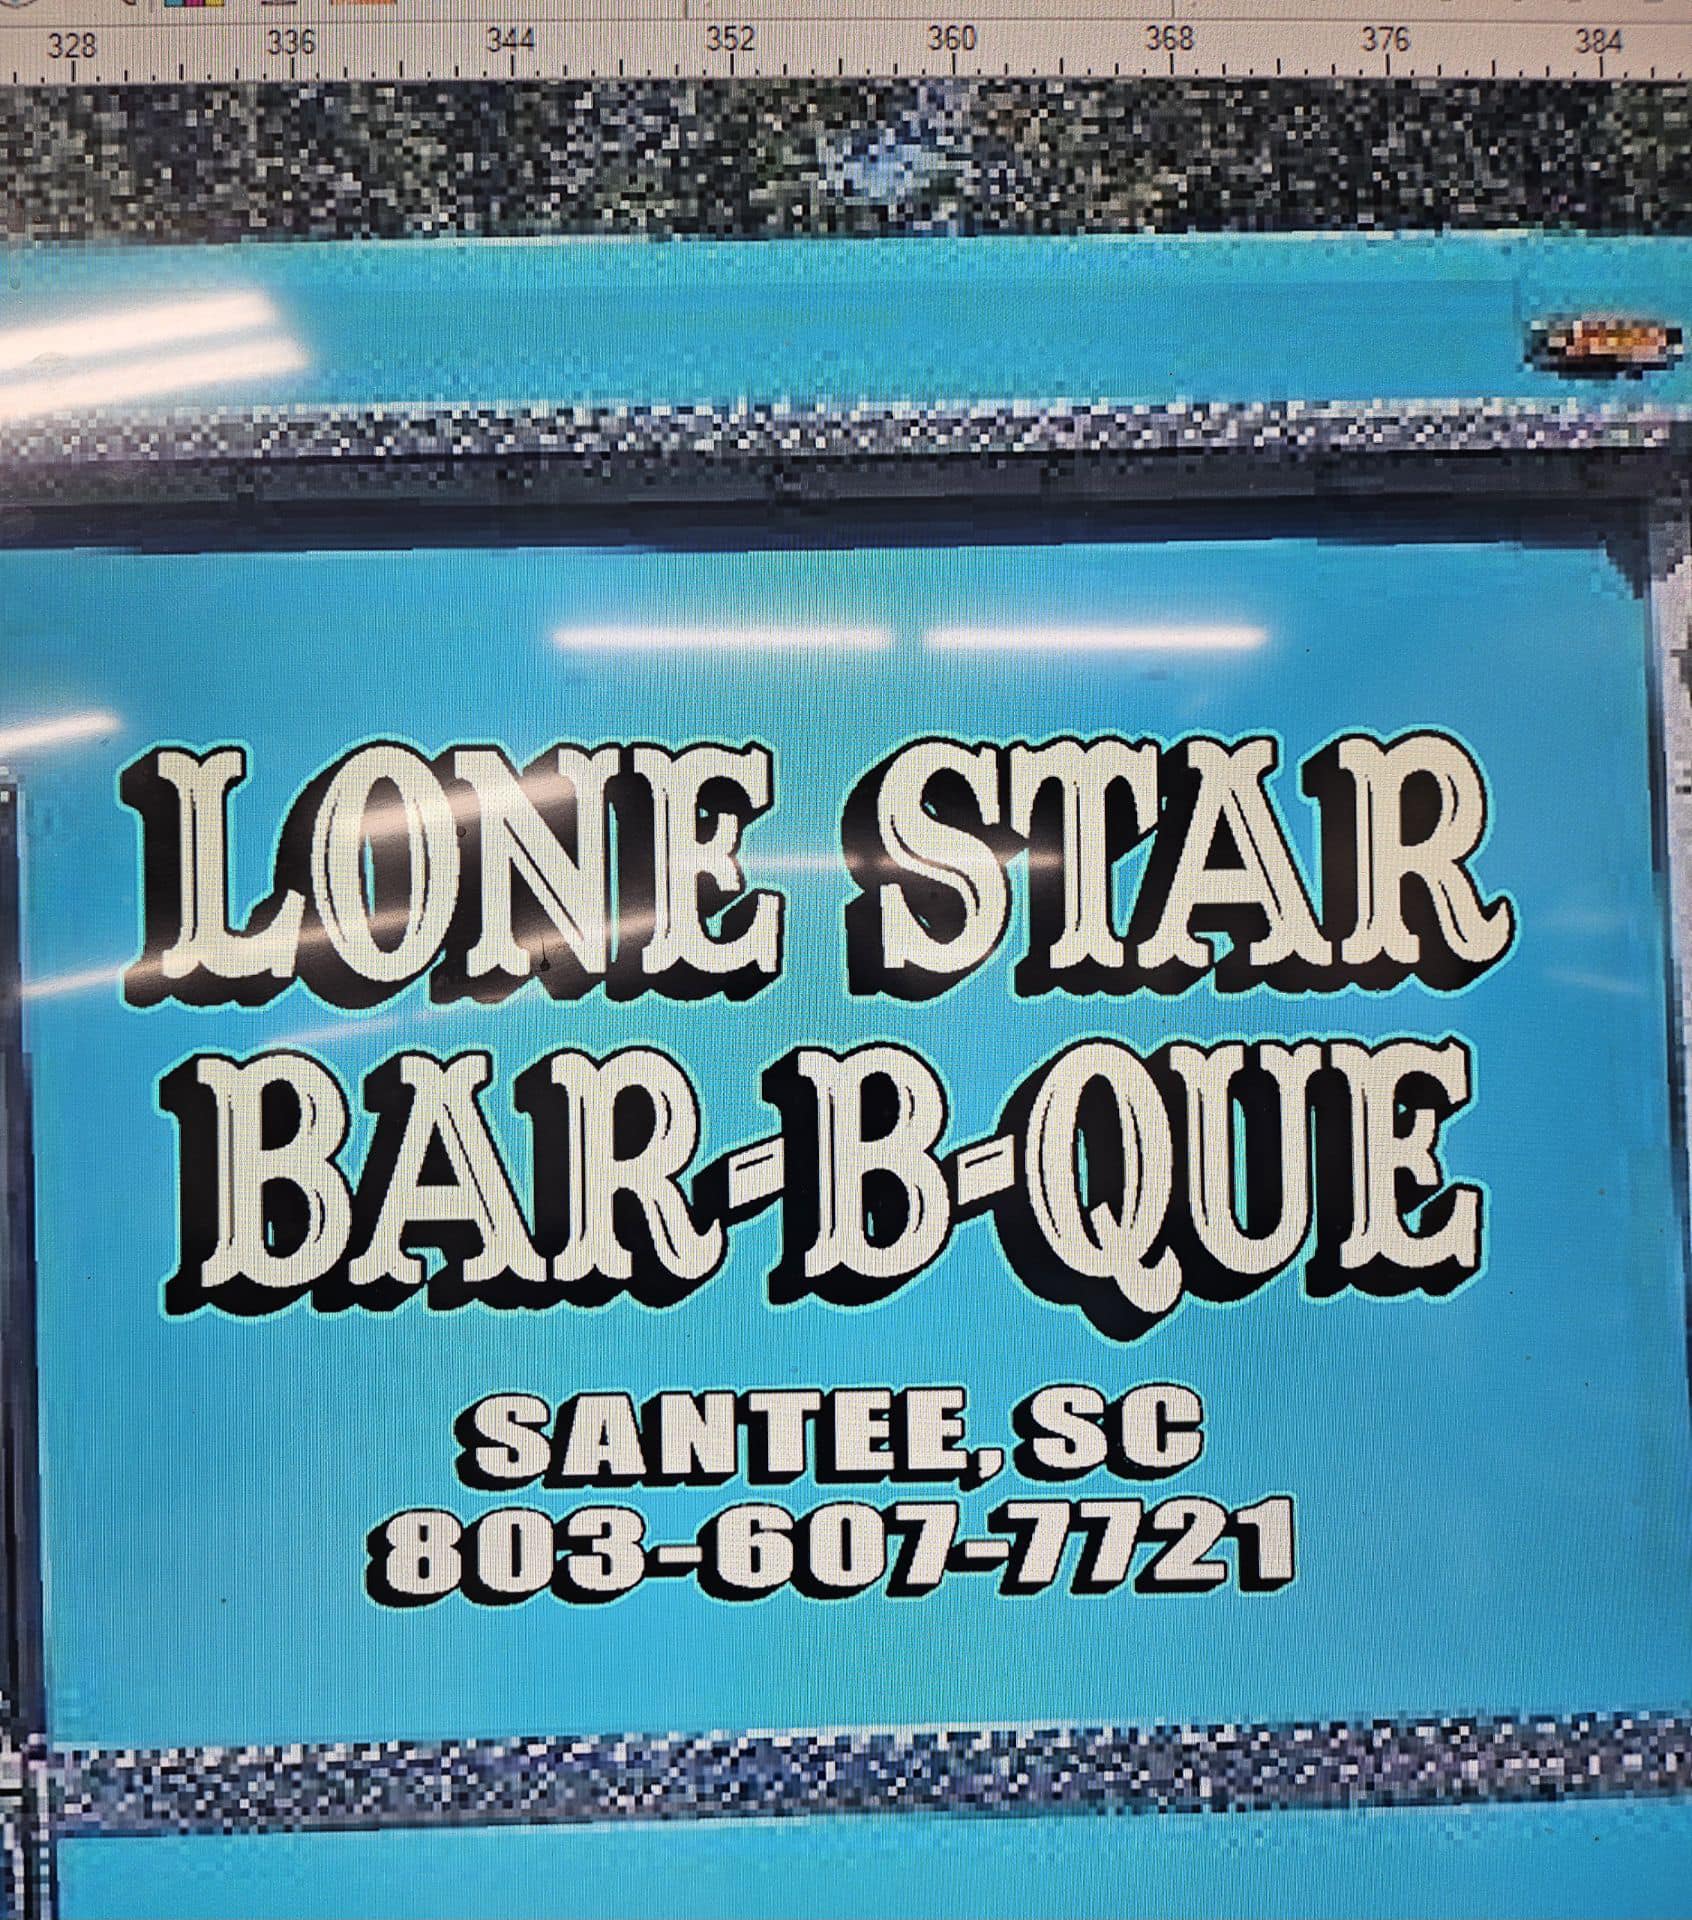 328 336 344 352 360 368 376 384
LONE STAR
BAR-B-QUE
SANTEE, SC
803-607-7721